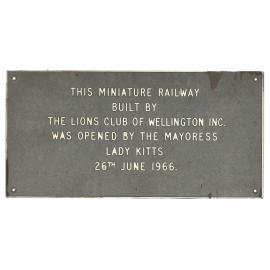 THIS MINIATURE RAILWAY
BUILT BY
THE LIONS CLUB OF WELLINGTON INC.
WAS OPENED BY THE MAYORESS
LADY KITTS
26TH JUNE 1966.